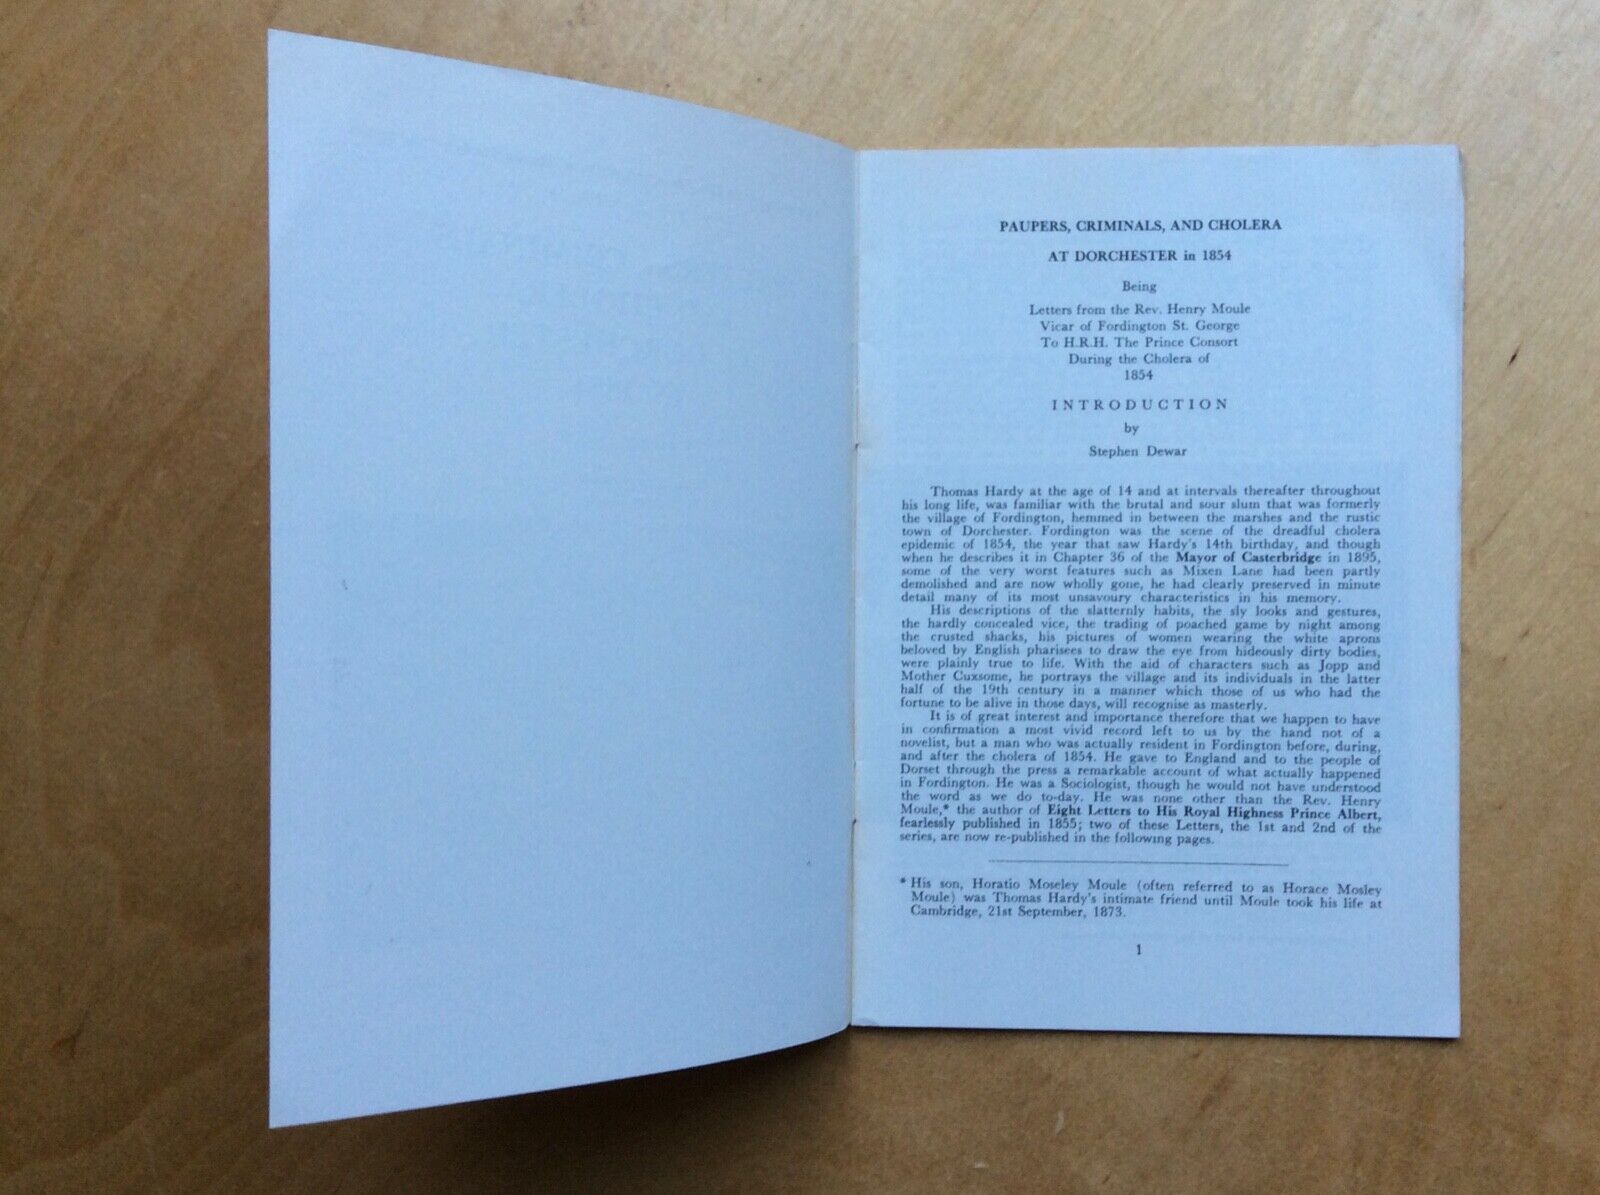 PAUPERS, CRIMINALS, AND CHOLERA
AT DORCHESTER in 1854
Being
Letters from the Rev. Henry Moule
Vicar of Fordington St. George
To H.R.H. The Prince Consort
During the Cholera of
1854
INTRODUCTION
by
Stephen Dewar
Thomas Hardy at the age of 14 and at intervals thereafter throughout
his long life, was familiar with the brutal and sour slum that was formerly
the village of Fordington, hemmed in between the marshes and the rustic
town of Dorchester. Fordington was the scene of the dreadful cholera
epidemic of 1854, the year that saw Hardy's 14th birthday, and though
when he describes it in Chapter 36 of the Mayor of Casterbridge in 1895,
some of the very worst features such as Mixen Lane had been partly
demolished and are now wholly gone, he had clearly preserved in minute
detail many of its most unsavoury characteristics in his memory.
His descriptions of the slatternly habits, the sly looks and gestures,
the hardly concealed vice, the trading of poached game by night among
the crusted shacks, his pictures of women wearing the white aprons
beloved by English pharisees to draw the eye from hideously dirty bodies,
were plainly true to life. With the aid of characters such as Jopp and
Mother Cuxsome, he portrays the village and its individuals in the latter
half of the 19th century in a manner which those of us who had the
fortune to be alive in those days, will recognise as masterly.
It is of great interest and importance therefore that we happen to have
in confirmation a most vivid record left to us by the hand not of a
novelist, but a man who was actually resident in Fordington before, during,
and after the cholera of 1854. He gave to England and to the people of
Dorset through the press a remarkable account of what actually happened
in Fordington. He was a Sociologist, though he would not have understood
the word as we do to-day. He was none other than the Rev. Henry
Moule,* the author of Eight Letters to His Royal Highness Prince Albert,
fearlessly published in 1855; two of these Letters, the 1st and 2nd of the
series, are now re-published in the following pages.
* His son, Horatio Moseley Moule (often referred to as Horace Mosley
Moule) was Thomas Hardy's intimate friend until Moule took his life at
Cambridge, 21st September, 1873.
1